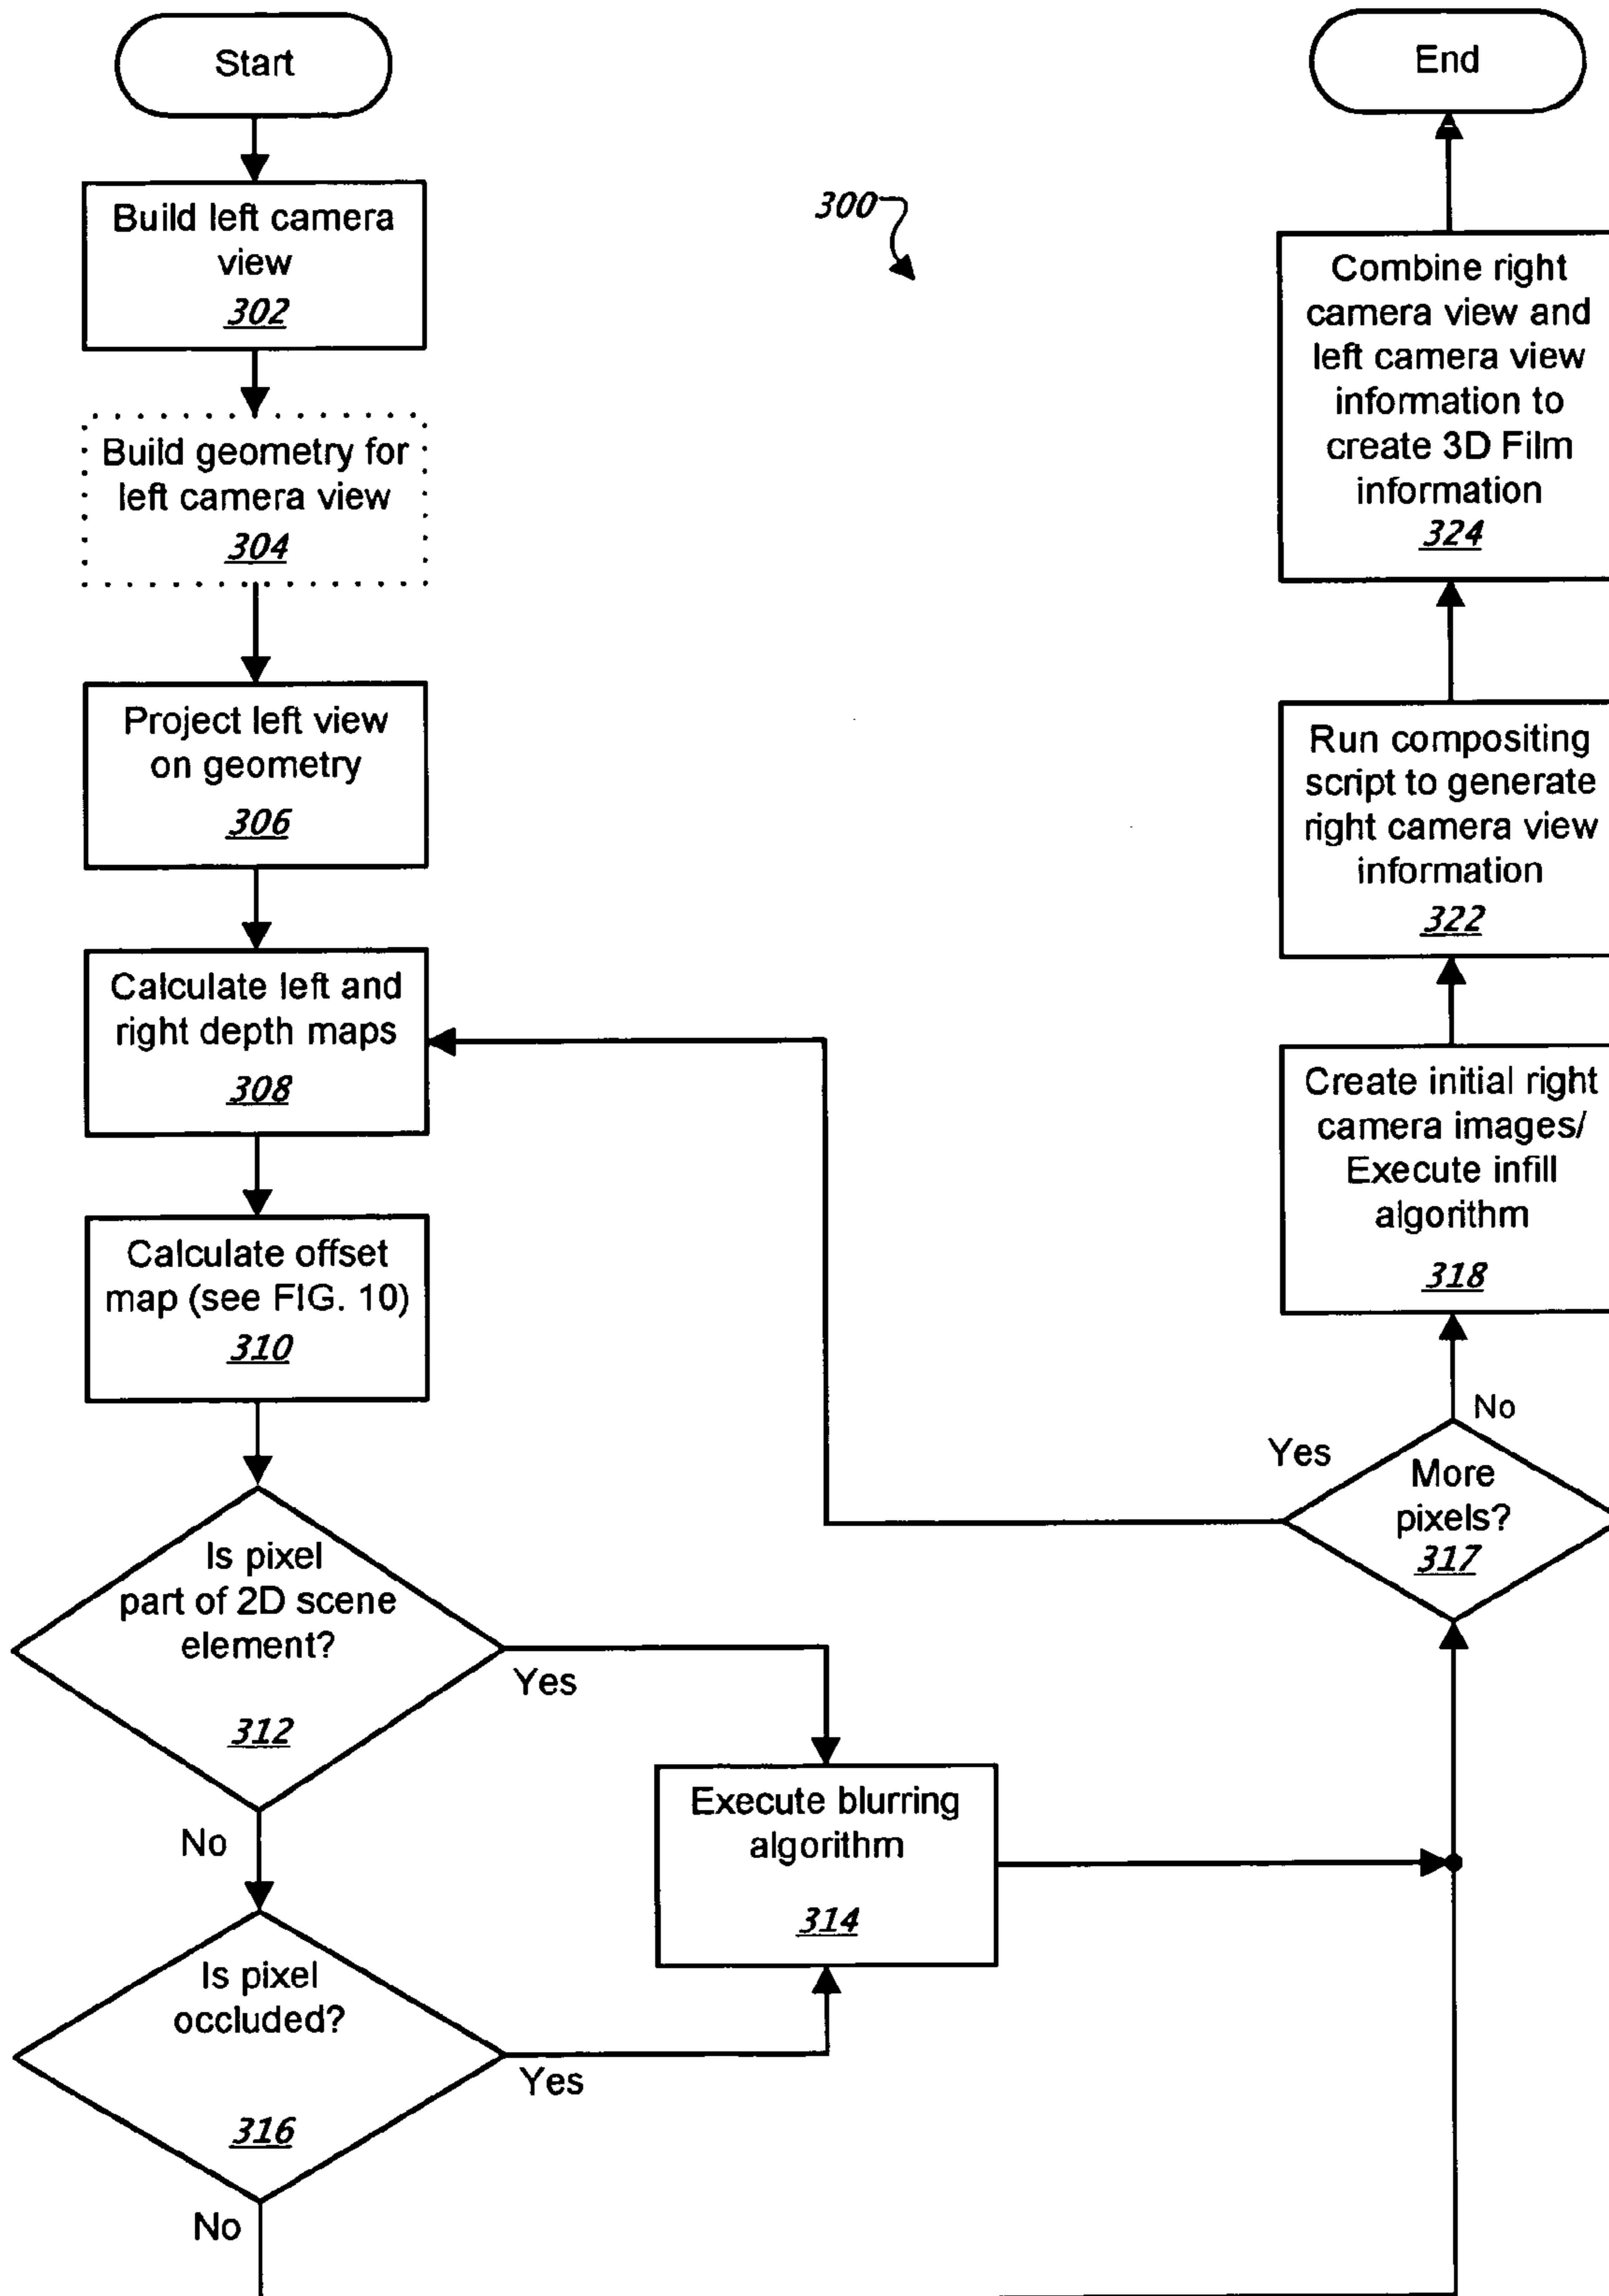 Start
Build left camera
view
302
Build geometry for
left camera view
304
Project left view
on geometry
306
Calculate left and
right depth maps
308
Calculate offset
map (see FIG. 10)
310
Is pixel
part of 2D scene
element?
312
Yes
No
Is pixel
occluded?
316
Yes
No
Execute blurring
algorithm
314
300
More
pixels?
317
Yes
No
Create initial right
camera images/
Execute infill
algorithm
318
Run compositing
script to generate
right camera view
information
322
Combine right
camera view and
left camera view
information to
create 3D Film
information
324
End